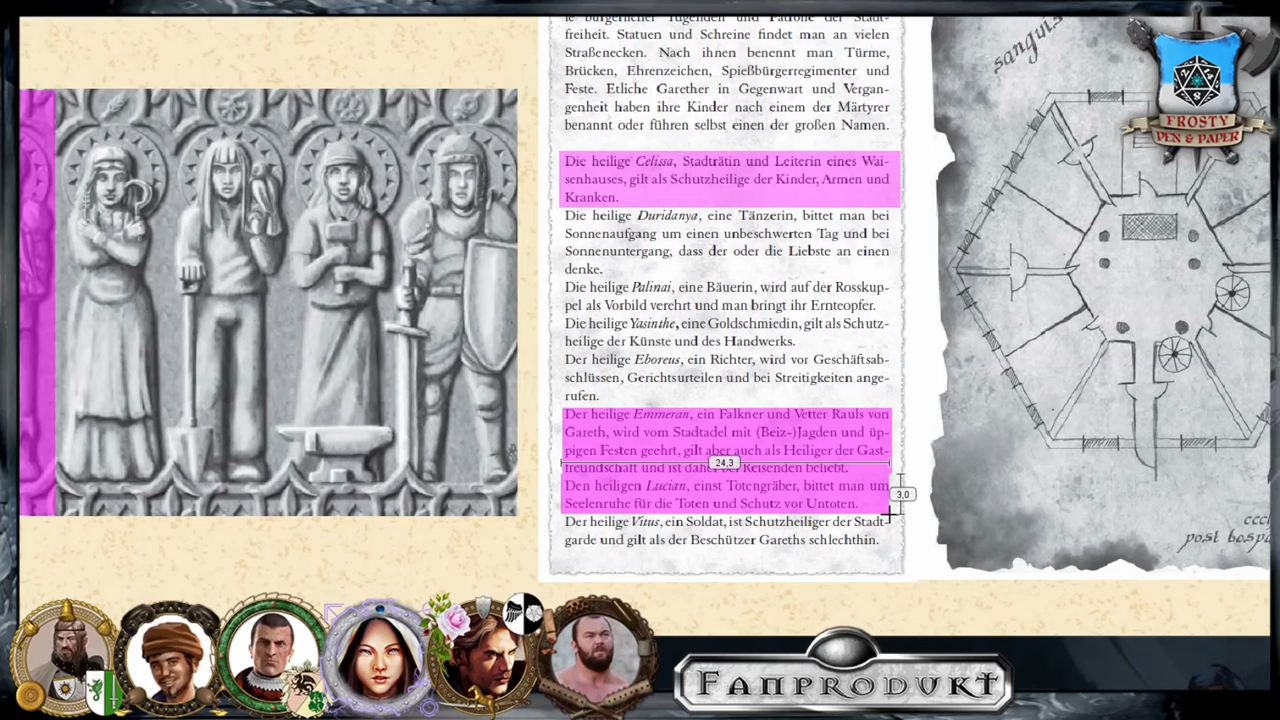 le bürgerlicher Tugenden und Patrone der Stadt-
freiheit. Statuen und Schreine findet man an vielen
Straßenecken. Nach ihnen benennt man Türme,
Brücken, Ehrenzeichen, Spießbürgerregimenter und
Feste. Etliche Garether in Gegenwart und Vergan-
genheit haben ihre Kinder nach einem der Märtyrer
benannt oder führen selbst einen der großen Namen.
Die heilige Celissa, Stadträtin und Leiterin eines Wai-
senhauses, gilt als Schutzheilige der Kinder, Armen und
Kranken.
Die heilige Duridanya, eine Tänzerin, bittet man bei
Sonnenaufgang um einen unbeschwerten Tag und bei
Sonnenuntergang, dass der oder die Liebste an einen
denke.
Die heilige Palinai, eine Bäuerin, wird auf der Rosskup-
pel als Vorbild verehrt und man bringt ihr Ernteopfer.
Die heilige Yasinthe, eine Goldschmiedin, gilt als Schutz-
heilige der Künste und des Handwerks.
Der heilige Eboreus, ein Richter, wird vor Geschäftsab-
schlüssen, Gerichtsurteilen und bei Streitigkeiten ange-
rufen.
Der heilige Emmeran, ein Falkner und Vetter Rauls von
Gareth, wird vom Stadtadel mit (Beiz-)Jagden und üp-
pigen Festen geehrt, gilt aber auch als Heiliger der Gast-
freundschaft und ist daher bei Reisenden beliebt.
24,3
Den heiligen Lucian, einst Totengräber, bittet man um
Seelenruhe für die Toten und Schutz vor Untoten.
3,0
Der heilige Vitus, ein Soldat, ist Schutzheiliger der Stadt-
garde und gilt als der Beschützer Gareths schlechthin.
sanguis
FROSTY
PEN & PAPER
post
FANPRODUKT